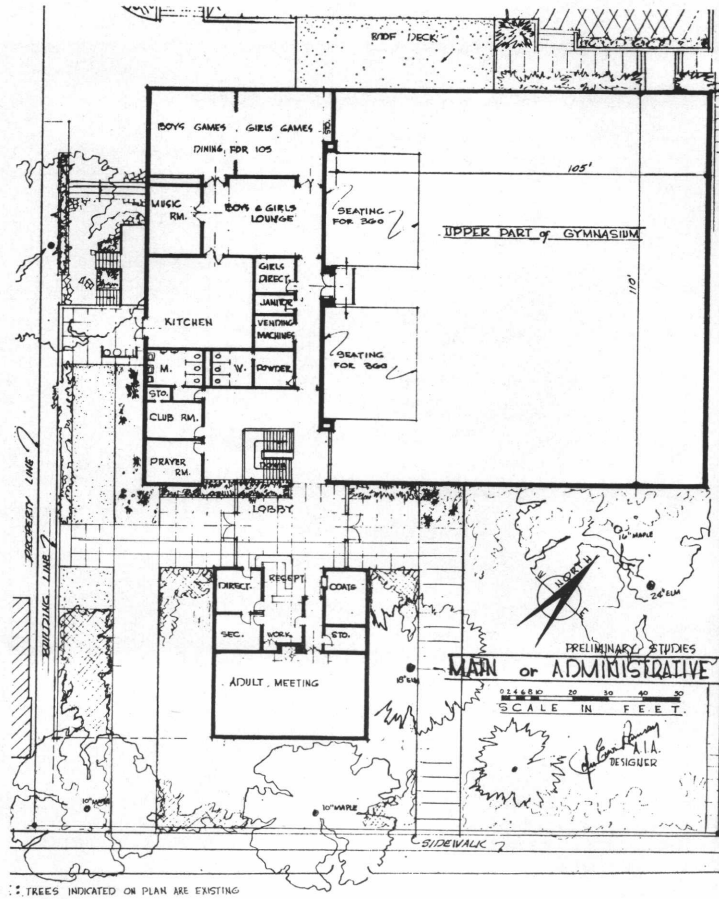 ROOF DECK
BOYS GAMES
GIRLS GAMES
DINING FOR 105
STO.
105'
MUSIC
RM.
BOYS & GIRLS
LOUNGE
SEATING
FOR 360
UPPER PART of GYMNASIUM
110'
GIRLS
DIRECT.
JANITOR
KITCHEN
VENDING
MACHINES
SEATING
FOR 360
M.
W.
POWDER
STO.
CLUB RM.
PRAYER
RM.
DOWN
LOBBY
PROPERTY LINE
BUILDING LINE
16" MAPLE
24" ELM
NORTH
DIRECT.
RECEPT.
COATS
SEC.
WORK
STO.
ADULT MEETING
18" ELM
PRELIMINARY STUDIES
MAIN or ADMINISTRATIVE
0 2 4 6 8 10 20 30 40 50
SCALE IN FEET.
A.I.A.
DESIGNER
10" MAPLE
10" MAPLE
SIDEWALK
TREES INDICATED ON PLAN ARE EXISTING